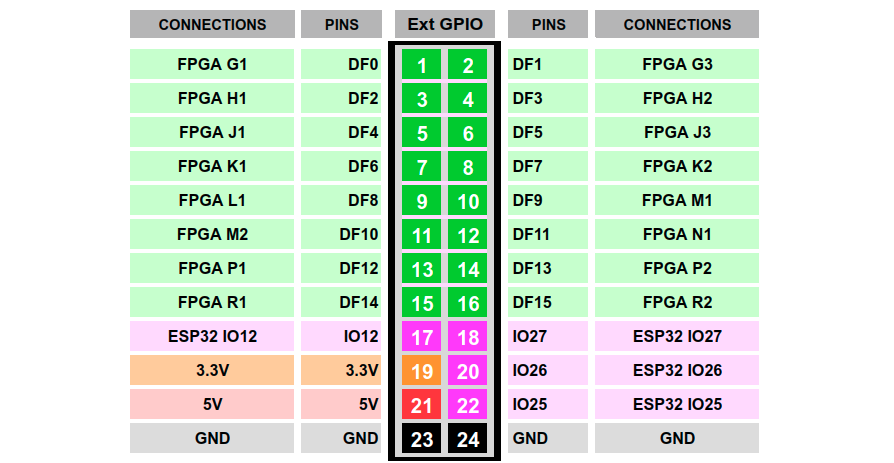 CONNECTIONS PINS Ext GPIO PINS CONNECTIONS
FPGA G1 DF0 1 2 DF1 FPGA G3
FPGA H1 DF2 3 4 DF3 FPGA H2
FPGA J1 DF4 5 6 DF5 FPGA J3
FPGA K1 DF6 7 8 DF7 FPGA K2
FPGA L1 DF8 9 10 DF9 FPGA M1
FPGA M2 DF10 11 12 DF11 FPGA N1
FPGA P1 DF12 13 14 DF13 FPGA P2
FPGA R1 DF14 15 16 DF15 FPGA R2
ESP32 IO12 IO12 17 18 IO27 ESP32 IO27
3.3V 3.3V 19 20 IO26 ESP32 IO26
5V 5V 21 22 IO25 ESP32 IO25
GND GND 23 24 GND GND